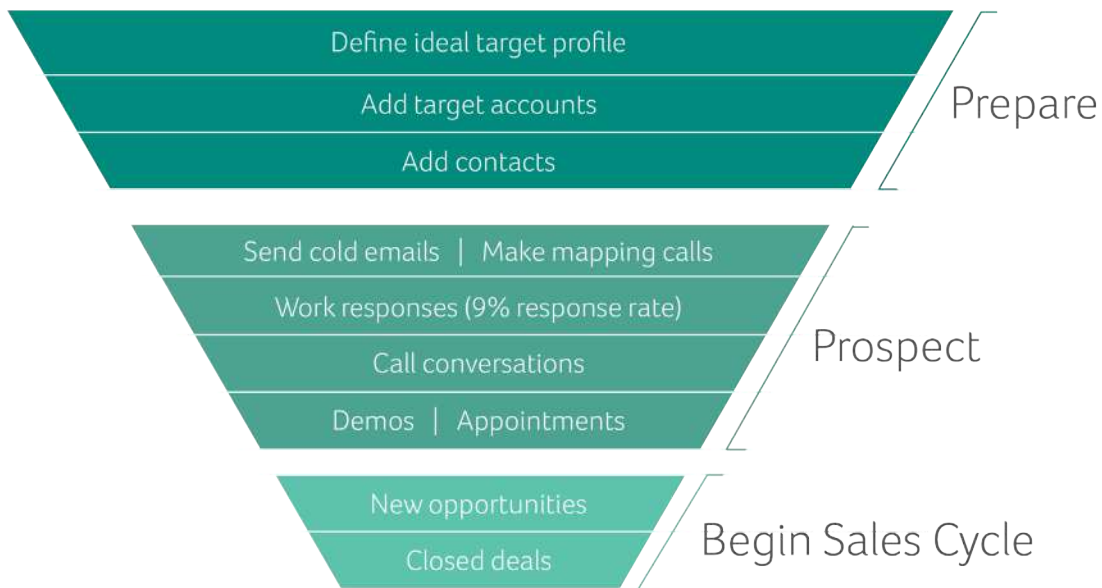 Define ideal target profile
Add target accounts
Add contacts
Prepare
Send cold emails | Make mapping calls
Work responses (9% response rate)
Call conversations
Demos | Appointments
Prospect
New opportunities
Closed deals
Begin Sales Cycle